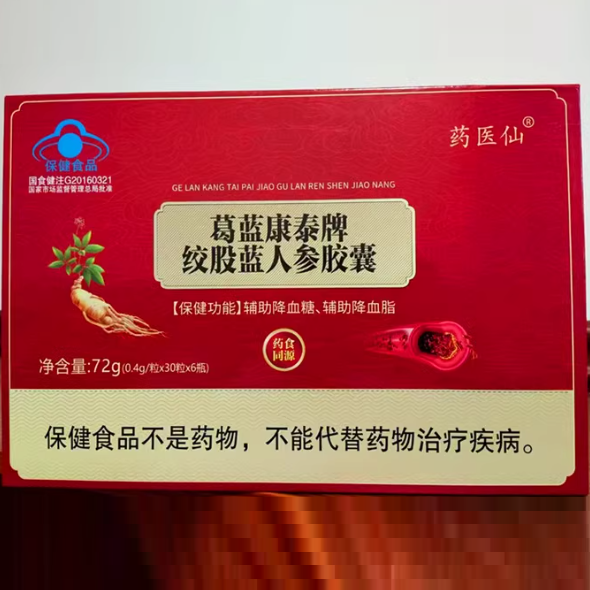 保健食品
国食健注G20160321
国家市场监督管理总局批准
药医仙®
GE LAN KANG TAI PAI JIAO GU LAN REN SHEN JIAO NANG
葛蓝康泰牌
绞股蓝人参胶囊
【保健功能】辅助降血糖、辅助降血脂
药食
同源
净含量:72g(0.4g/粒x30粒x6瓶)
保健食品不是药物，不能代替药物治疗疾病。